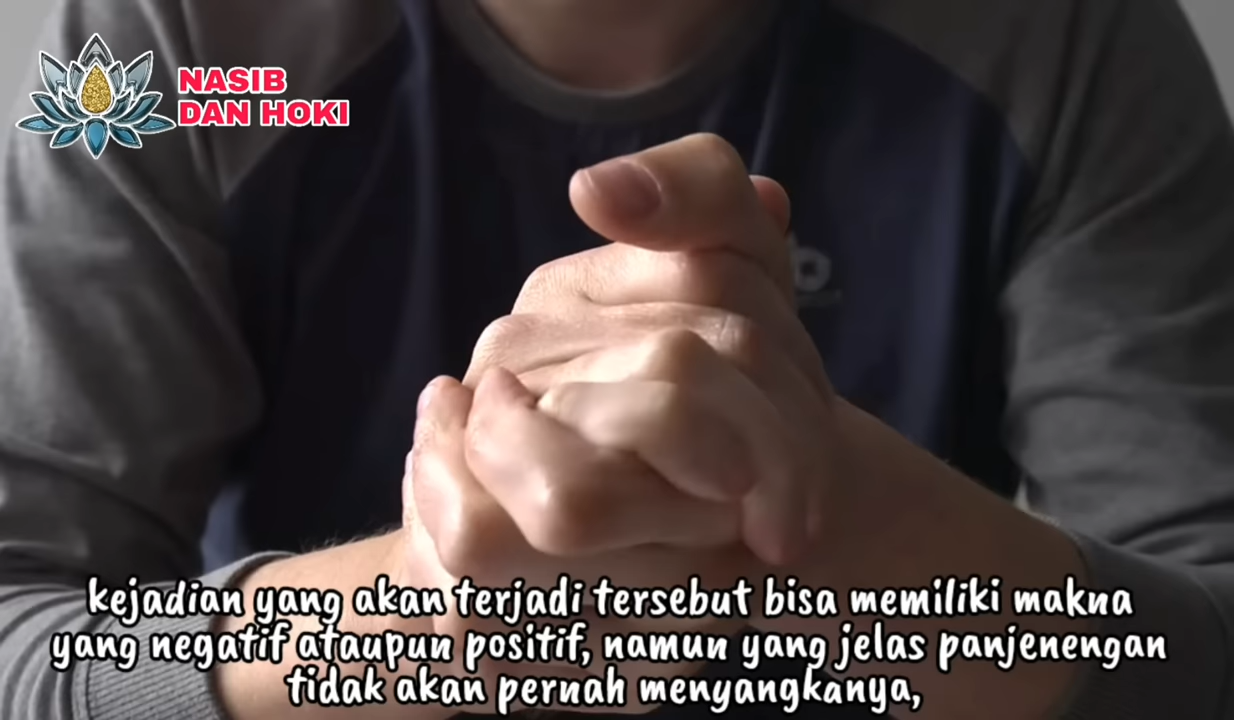 NASIB
DAN HOKI
kejadian yang akan terjadi tersebut bisa memiliki makna
yang negatif ataupun positif, namun yang jelas panjenengan
tidak akan pernah menyangkanya,